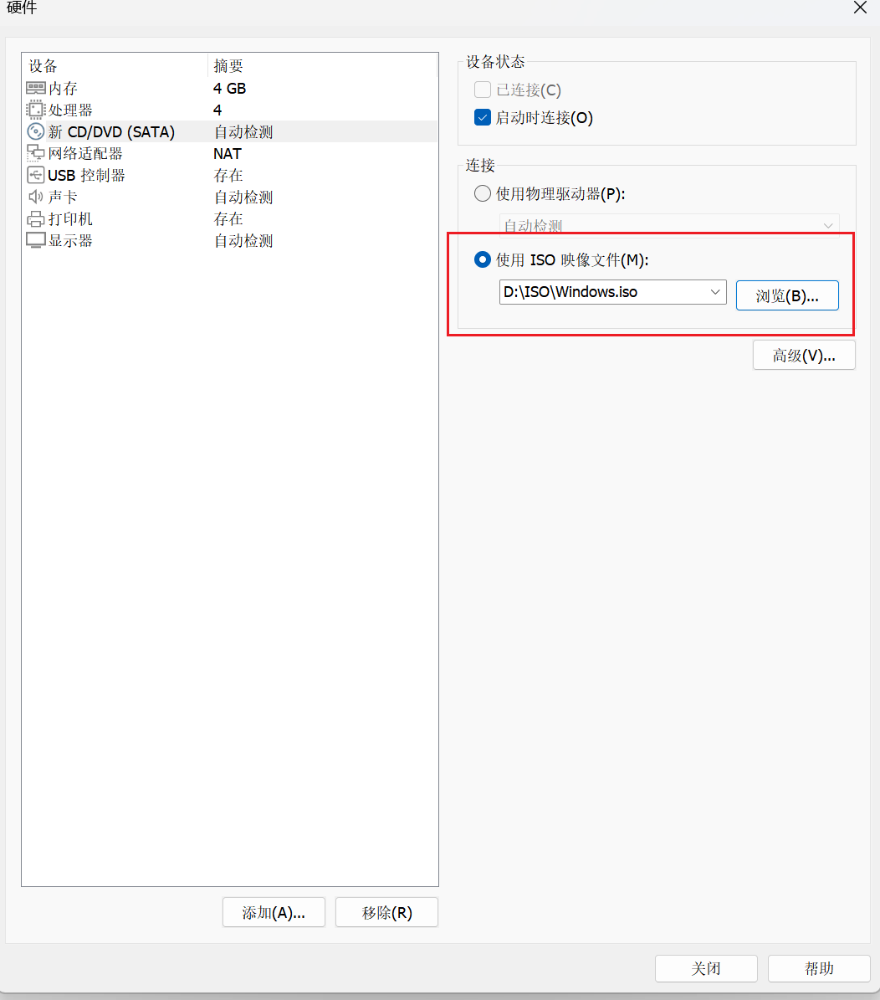 硬件
设备 摘要
内存 4 GB
处理器 4
新 CD/DVD (SATA) 自动检测
网络适配器 NAT
USB 控制器 存在
声卡 自动检测
打印机 存在
显示器 自动检测
添加(A)... 移除(R)
设备状态
已连接(C)
启动时连接(O)
连接
使用物理驱动器(P):
自动检测
使用 ISO 映像文件(M):
D:\ISO\Windows.iso 浏览(B)...
高级(V)...
关闭 帮助